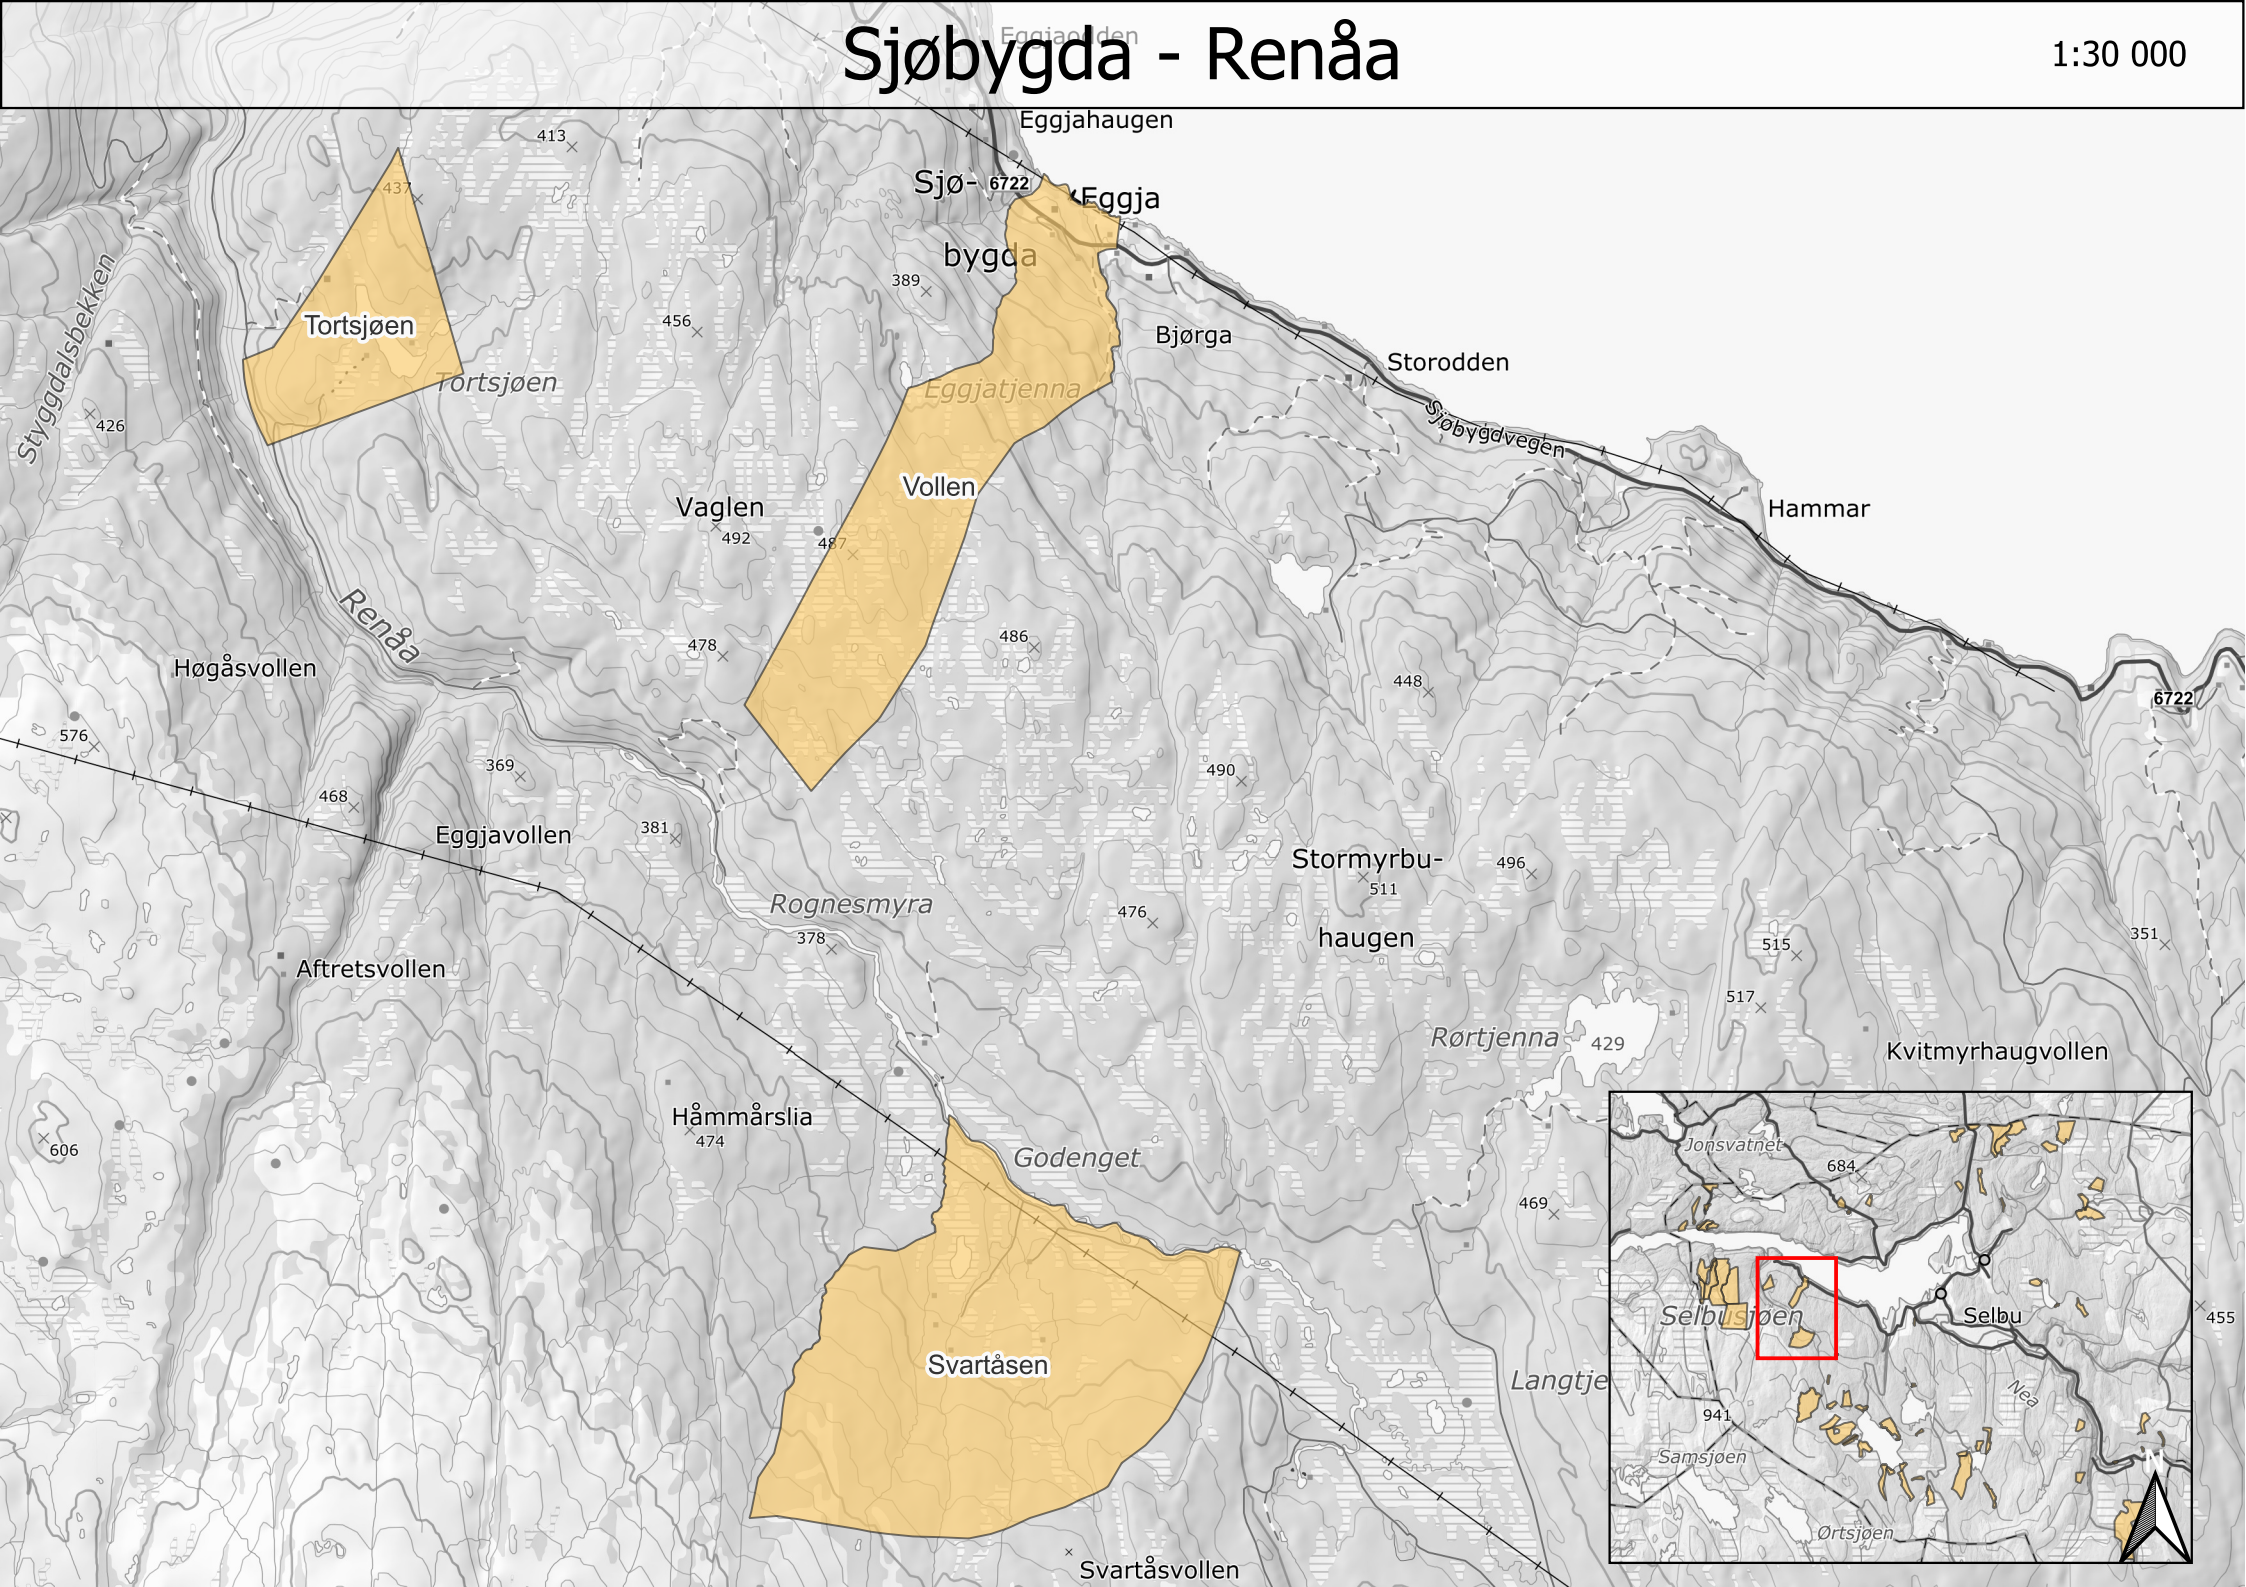 Eggjaodden
Sjøbygda - Renåa
1:30 000
Eggjahaugen
413
437
Sjø-
6722
Eggja
bygda
Styggdalsbekken
389
Tortsjøen
456
Bjørga
Storodden
Tortsjøen
Eggjatjenna
426
Sjøbygdvegen
Vollen
Vaglen
492
487
Hammar
Renåa
Høgåsvollen
478
486
448
6722
576
369
490
468
Eggjavollen
381
Stormyrbu-
511
496
haugen
Rognesmyra
378
476
515
351
Aftretsvollen
517
Rørtjenna
429
Kvitmyrhaugvollen
606
Håmmårslia
474
Godenget
469
Svartåsen
Langtje
455
Svartåsvollen
Jonsvatnet
684
Selbusjøen
Selbu
Nea
941
Samsjøen
Ørtsjøen
N